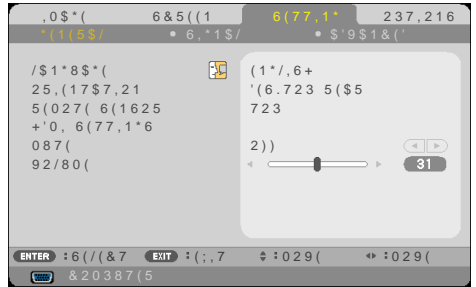 ,0$*( 6&5((1 6(77,1* 237,216
*(1(5$/ • 6,*1$/ • $'9$1&('
/$1*8$*( (1*/,6+
25,(17$7,21 '(6.723 5($5
5(027( 6(1625 723
+'0, 6(77,1*6
087( 2))
92/80( 31
ENTER :6(/(&7 EXIT :(;,7 :029( :029(
&20387(5